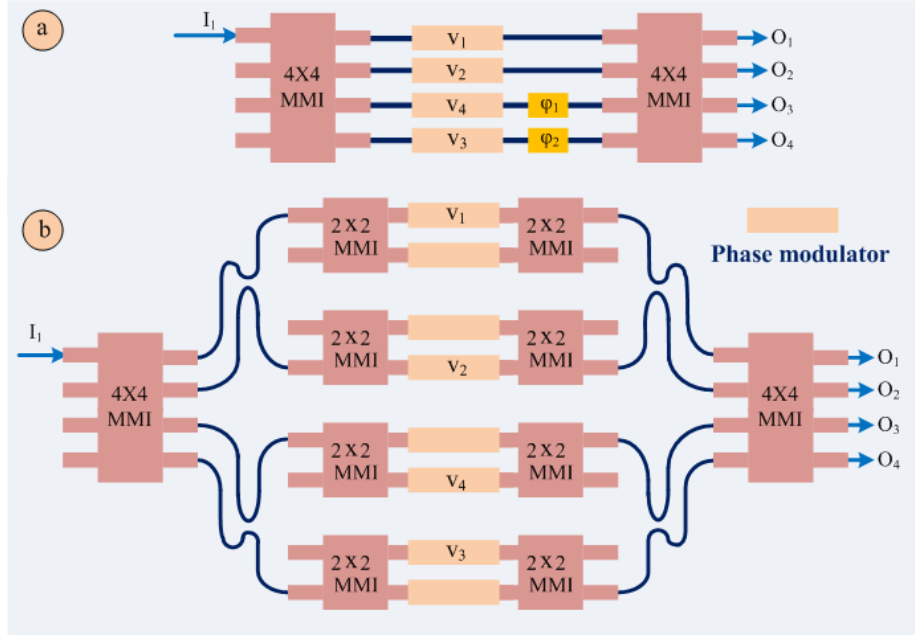 a
I₁
4X4
MMI
v₁
v₂
v₄
v₃
φ₁
φ₂
4X4
MMI
O₁
O₂
O₃
O₄
b
Phase modulator
I₁
4X4
MMI
2x2
MMI
v₁
2x2
MMI
2x2
MMI
v₂
2x2
MMI
2x2
MMI
v₄
2x2
MMI
2x2
MMI
v₃
2x2
MMI
4X4
MMI
O₁
O₂
O₃
O₄